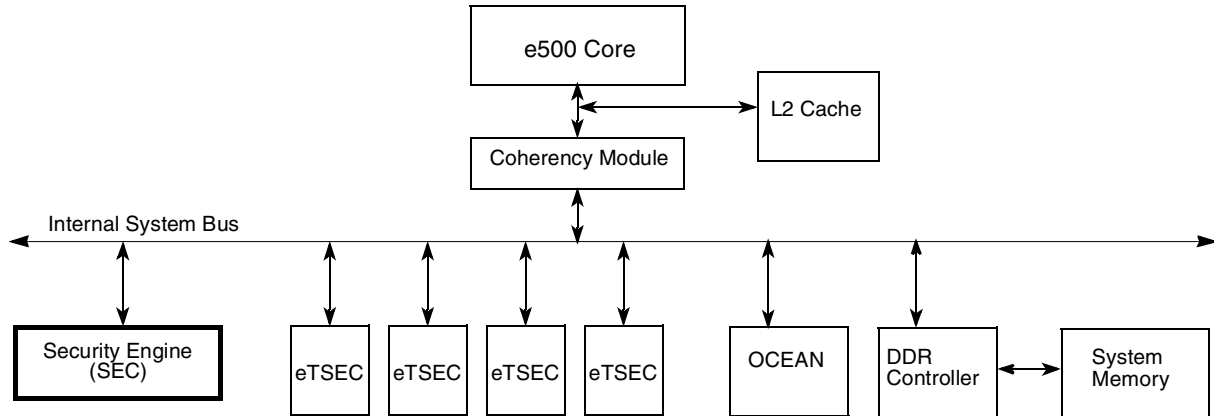 e500 Core
L2 Cache
Coherency Module
Internal System Bus
Security Engine
(SEC)
eTSEC
eTSEC
eTSEC
eTSEC
OCEAN
DDR
Controller
System
Memory